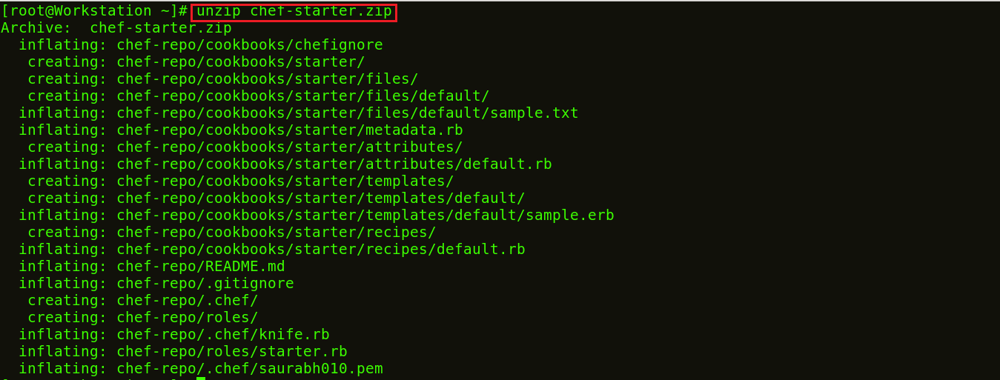 [root@Workstation ~]# unzip chef-starter.zip
Archive:  chef-starter.zip
  inflating: chef-repo/cookbooks/chefignore
   creating: chef-repo/cookbooks/starter/
   creating: chef-repo/cookbooks/starter/files/
   creating: chef-repo/cookbooks/starter/files/default/
  inflating: chef-repo/cookbooks/starter/files/default/sample.txt
  inflating: chef-repo/cookbooks/starter/metadata.rb
   creating: chef-repo/cookbooks/starter/attributes/
  inflating: chef-repo/cookbooks/starter/attributes/default.rb
   creating: chef-repo/cookbooks/starter/templates/
   creating: chef-repo/cookbooks/starter/templates/default/
  inflating: chef-repo/cookbooks/starter/templates/default/sample.erb
   creating: chef-repo/cookbooks/starter/recipes/
  inflating: chef-repo/cookbooks/starter/recipes/default.rb
  inflating: chef-repo/README.md
  inflating: chef-repo/.gitignore
   creating: chef-repo/.chef/
   creating: chef-repo/roles/
  inflating: chef-repo/.chef/knife.rb
  inflating: chef-repo/roles/starter.rb
  inflating: chef-repo/.chef/saurabh010.pem